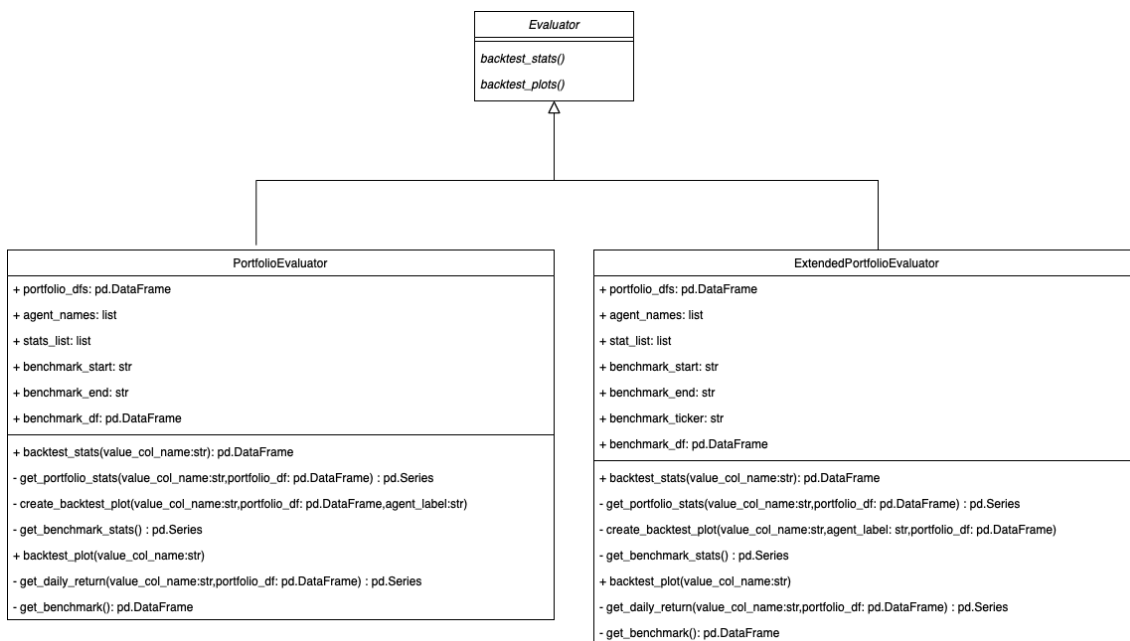 Evaluator
backtest_stats()
backtest_plots()
PortfolioEvaluator
+ portfolio_dfs: pd.DataFrame
+ agent_names: list
+ stats_list: list
+ benchmark_start: str
+ benchmark_end: str
+ benchmark_df: pd.DataFrame
+ backtest_stats(value_col_name:str): pd.DataFrame
- get_portfolio_stats(value_col_name:str,portfolio_df: pd.DataFrame) : pd.Series
- create_backtest_plot(value_col_name:str,portfolio_df: pd.DataFrame,agent_label:str)
- get_benchmark_stats() : pd.Series
+ backtest_plot(value_col_name:str)
- get_daily_return(value_col_name:str,portfolio_df: pd.DataFrame) : pd.Series
- get_benchmark(): pd.DataFrame
ExtendedPortfolioEvaluator
+ portfolio_dfs: pd.DataFrame
+ agent_names: list
+ stat_list: list
+ benchmark_start: str
+ benchmark_end: str
+ benchmark_ticker: str
+ benchmark_df: pd.DataFrame
+ backtest_stats(value_col_name:str): pd.DataFrame
- get_portfolio_stats(value_col_name:str,portfolio_df: pd.DataFrame) : pd.Series
- create_backtest_plot(value_col_name:str,agent_label: str,portfolio_df: pd.DataFrame)
- get_benchmark_stats() : pd.Series
+ backtest_plot(value_col_name:str)
- get_daily_return(value_col_name:str,portfolio_df: pd.DataFrame) : pd.Series
- get_benchmark(): pd.DataFrame